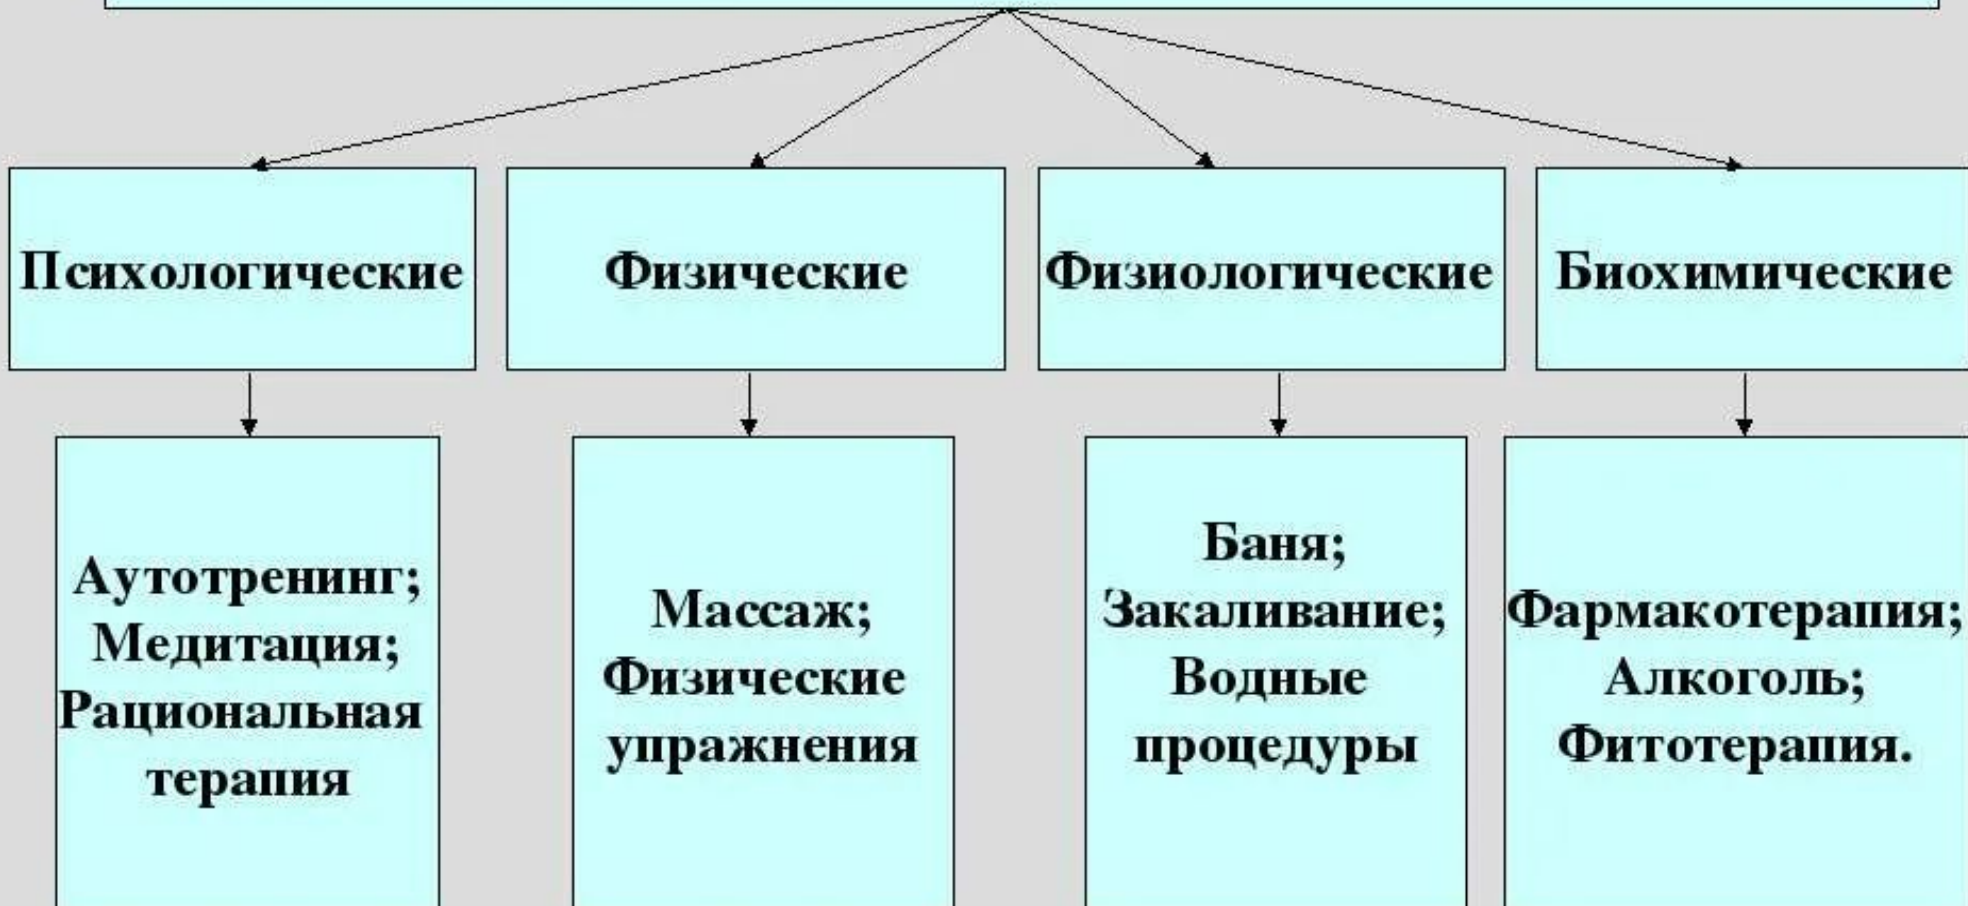 Психологические
Физические
Физиологические
Биохимические
Аутотренинг;
Медитация;
Рациональная
терапия
Массаж;
Физические
упражнения
Баня;
Закаливание;
Водные
процедуры
Фармакотерапия;
Алкоголь;
Фитотерапия.